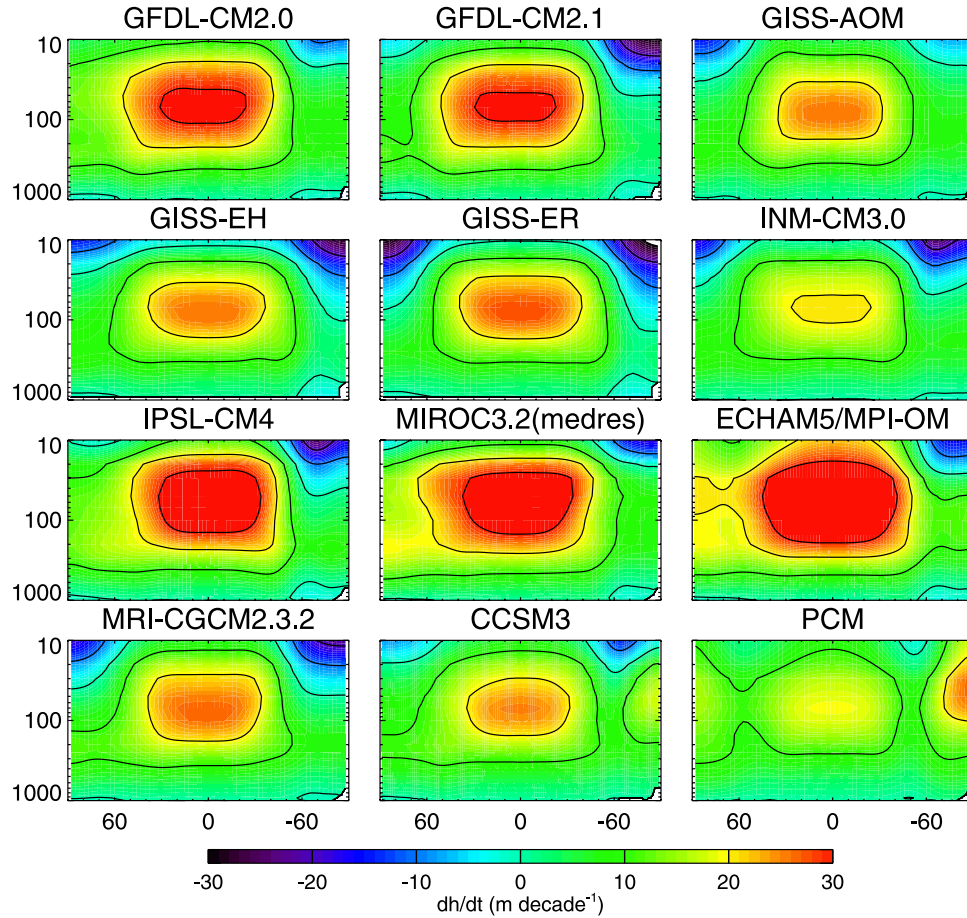 GFDL-CM2.0 GFDL-CM2.1 GISS-AOM
10
100
1000
GISS-EH GISS-ER INM-CM3.0
10
100
1000
IPSL-CM4 MIROC3.2(medres) ECHAM5/MPI-OM
10
100
1000
MRI-CGCM2.3.2 CCSM3 PCM
10
100
1000
60 0 -60 60 0 -60 60 0 -60
-30 -20 -10 0 10 20 30
dh/dt (m decade⁻¹)